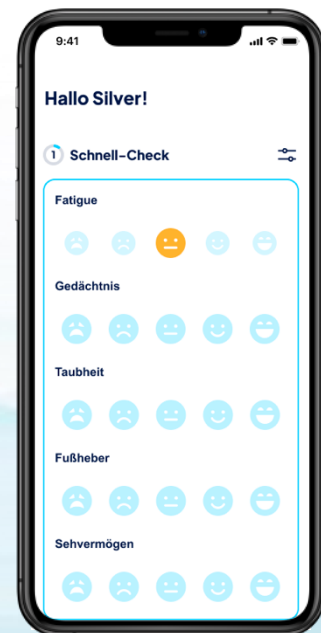 9:41
Hallo Silver!
1 Schnell-Check
Fatigue
Gedächtnis
Taubheit
Fußheber
Sehvermögen